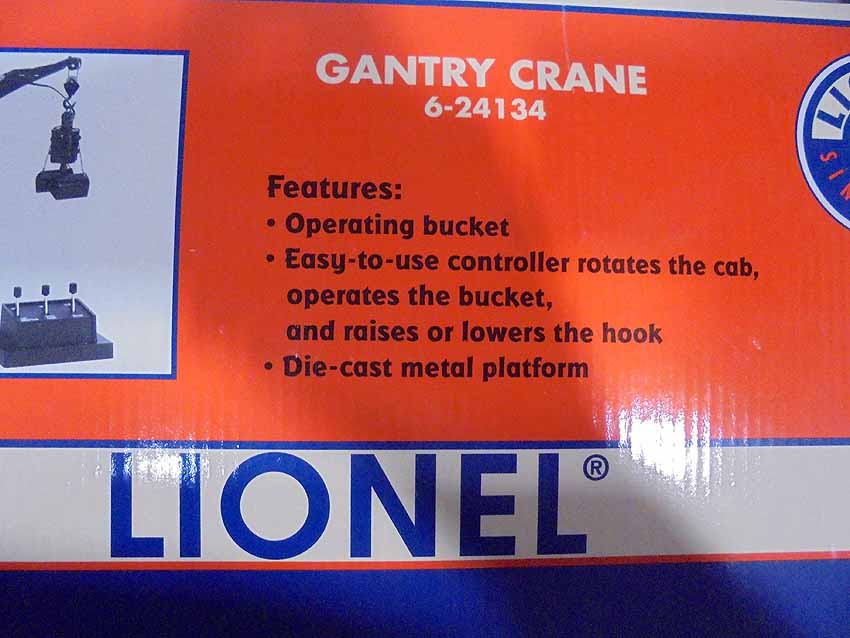 GANTRY CRANE
6-24134
Features:
• Operating bucket
• Easy-to-use controller rotates the cab,
operates the bucket,
and raises or lowers the hook
• Die-cast metal platform
LIONEL®